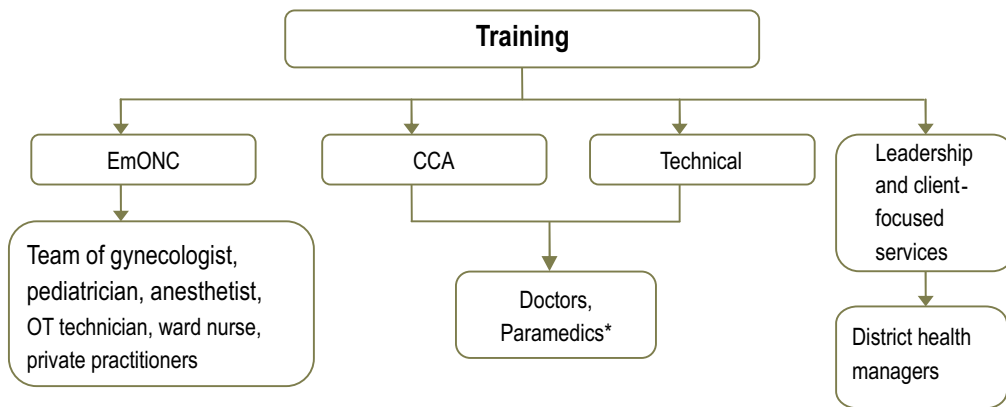 Training
EmONC
CCA
Technical
Leadership
and client-
focused
services
Team of gynecologist,
pediatrician, anesthetist,
OT technician, ward nurse,
private practitioners
Doctors,
Paramedics*
District health
managers